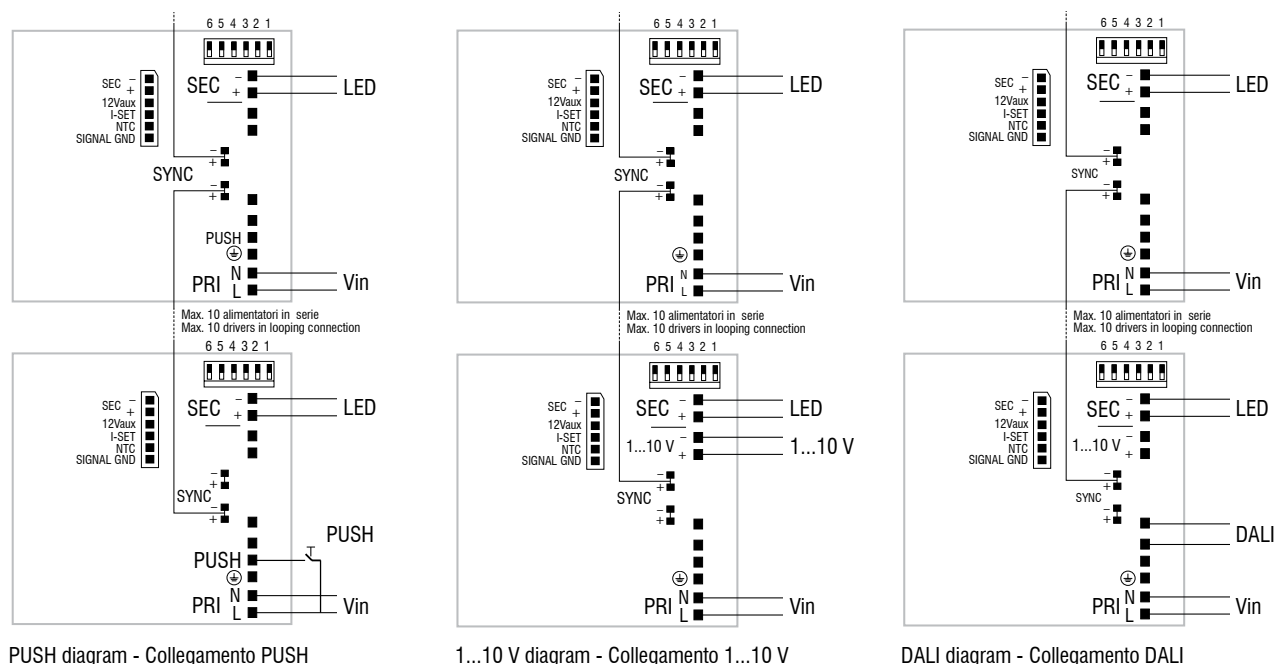 6 5 4 3 2 1
SEC -
+
12Vaux
I-SET
NTC
SIGNAL GND
SEC -
+
LED
-
+
SYNC
-
+
PUSH
N
PRI
L
Vin
Max. 10 alimentatori in serie
Max. 10 drivers in looping connection
6 5 4 3 2 1
SEC -
+
12Vaux
I-SET
NTC
SIGNAL GND
SEC -
+
LED
-
+
SYNC
-
+
PUSH
PUSH
N
PRI
L
Vin
PUSH diagram - Collegamento PUSH
6 5 4 3 2 1
SEC -
+
12Vaux
I-SET
NTC
SIGNAL GND
SEC -
+
LED
-
+
SYNC
-
+
N
PRI
L
Vin
Max. 10 alimentatori in serie
Max. 10 drivers in looping connection
6 5 4 3 2 1
SEC -
+
12Vaux
I-SET
NTC
SIGNAL GND
SEC -
+
LED
1...10 V -
+
1...10 V
-
+
SYNC
-
+
N
PRI
L
Vin
1...10 V diagram - Collegamento 1...10 V
6 5 4 3 2 1
SEC -
+
12Vaux
I-SET
NTC
SIGNAL GND
SEC -
+
LED
-
+
SYNC
-
+
N
PRI
L
Vin
Max. 10 alimentatori in serie
Max. 10 drivers in looping connection
6 5 4 3 2 1
SEC -
+
12Vaux
I-SET
NTC
SIGNAL GND
SEC -
+
LED
1...10 V -
+
-
+
SYNC
-
+
DALI
N
PRI
L
Vin
DALI diagram - Collegamento DALI